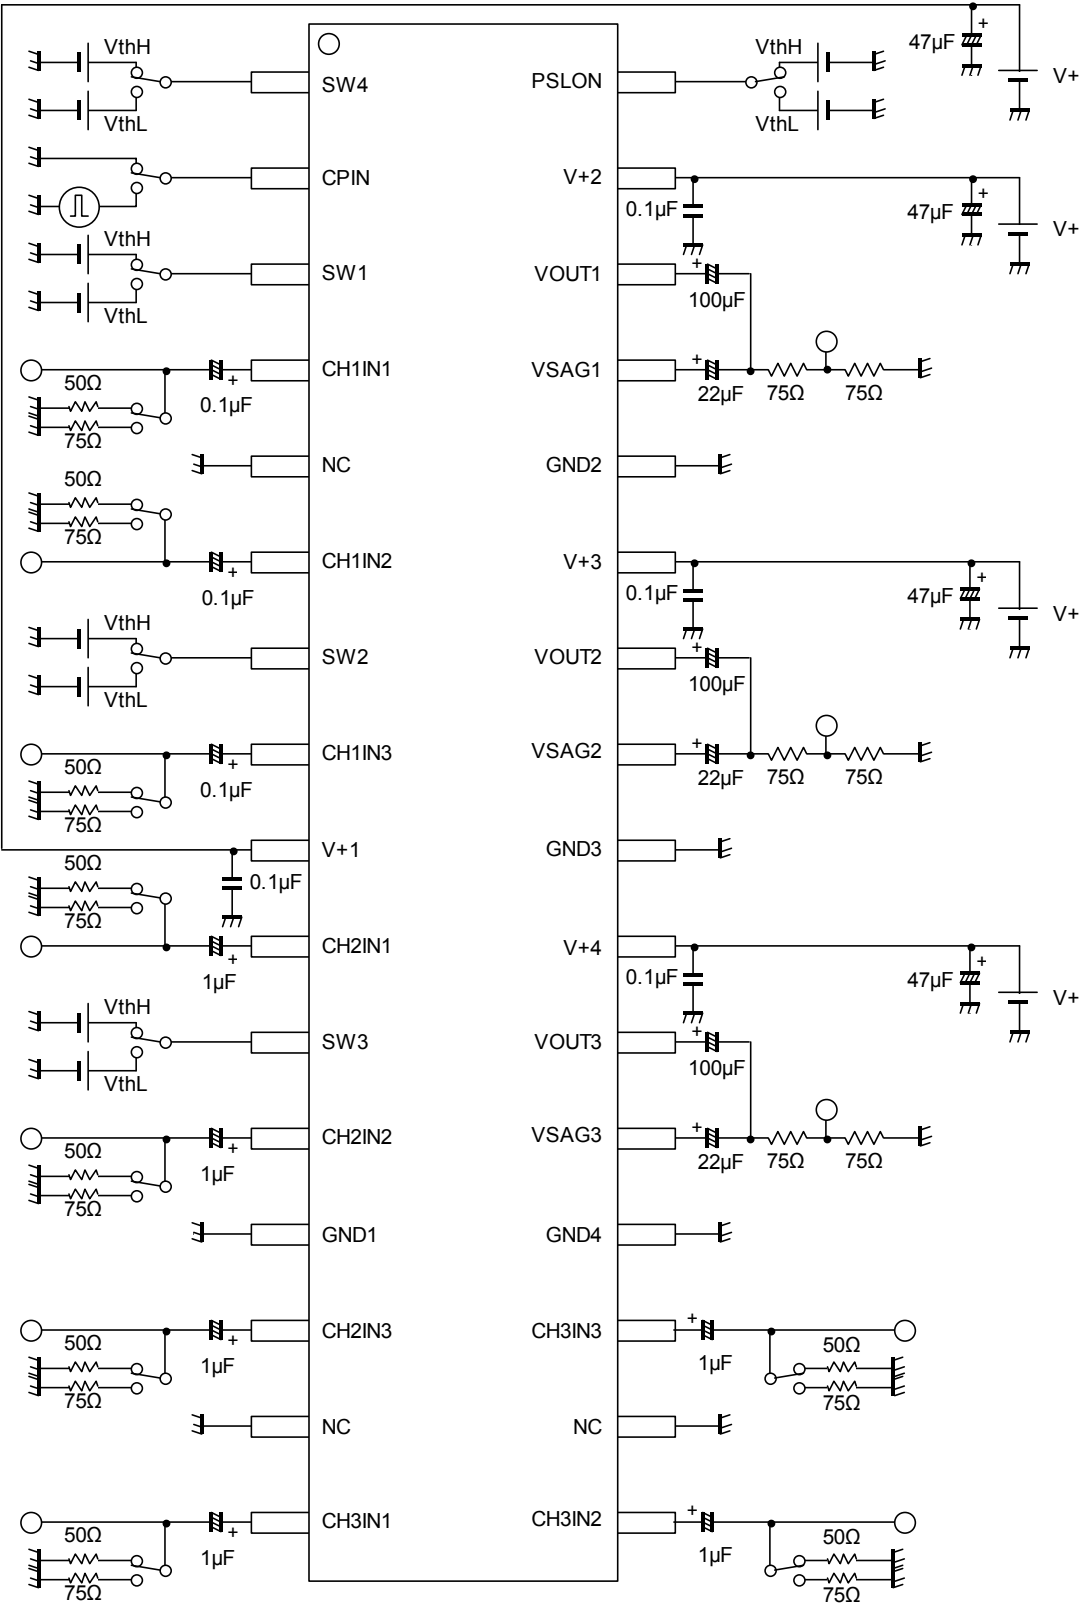 47µF
+
V+
VthH
VthL
SW4
PSLON
VthH
VthL
CPIN
V+2
0.1µF
47µF
+
V+
VthH
VthL
SW1
VOUT1
+
100µF
CH1IN1
+
0.1µF
50Ω
75Ω
VSAG1
+
22µF
75Ω
75Ω
NC
GND2
50Ω
75Ω
CH1IN2
+
0.1µF
V+3
0.1µF
47µF
+
V+
VthH
VthL
SW2
VOUT2
+
100µF
CH1IN3
+
0.1µF
50Ω
75Ω
VSAG2
+
22µF
75Ω
75Ω
V+1
0.1µF
GND3
50Ω
75Ω
CH2IN1
+
1µF
V+4
0.1µF
47µF
+
V+
VthH
VthL
SW3
VOUT3
+
100µF
CH2IN2
+
1µF
50Ω
75Ω
VSAG3
+
22µF
75Ω
75Ω
GND1
GND4
CH2IN3
+
1µF
50Ω
75Ω
CH3IN3
+
1µF
50Ω
75Ω
NC
NC
CH3IN1
+
1µF
50Ω
75Ω
CH3IN2
+
1µF
50Ω
75Ω